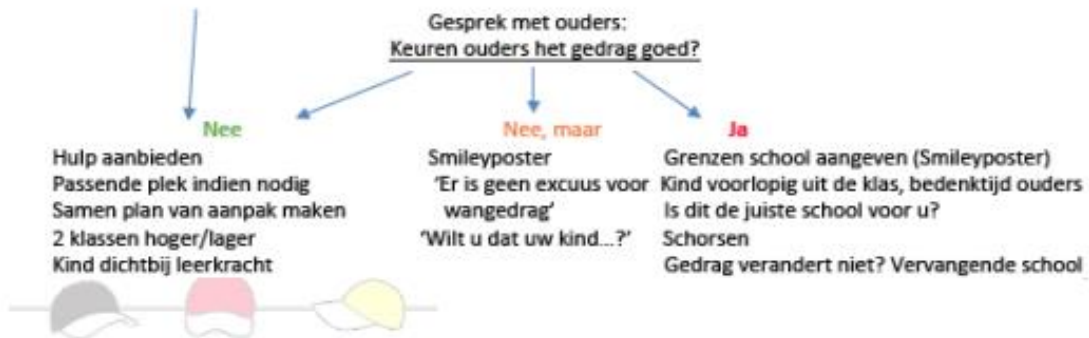 Gesprek met ouders:
Keuren ouders het gedrag goed?
Nee
Hulp aanbieden
Passende plek indien nodig
Samen plan van aanpak maken
2 klassen hoger/lager
Kind dichtbij leerkracht
Nee, maar
Smileyposter
'Er is geen excuus voor
wangedrag'
'Wilt u dat uw kind...?'
Ja
Grenzen school aangeven (Smileyposter)
Kind voorlopig uit de klas, bedenktijd ouders
Is dit de juiste school voor u?
Schorsen
Gedrag verandert niet? Vervangende school